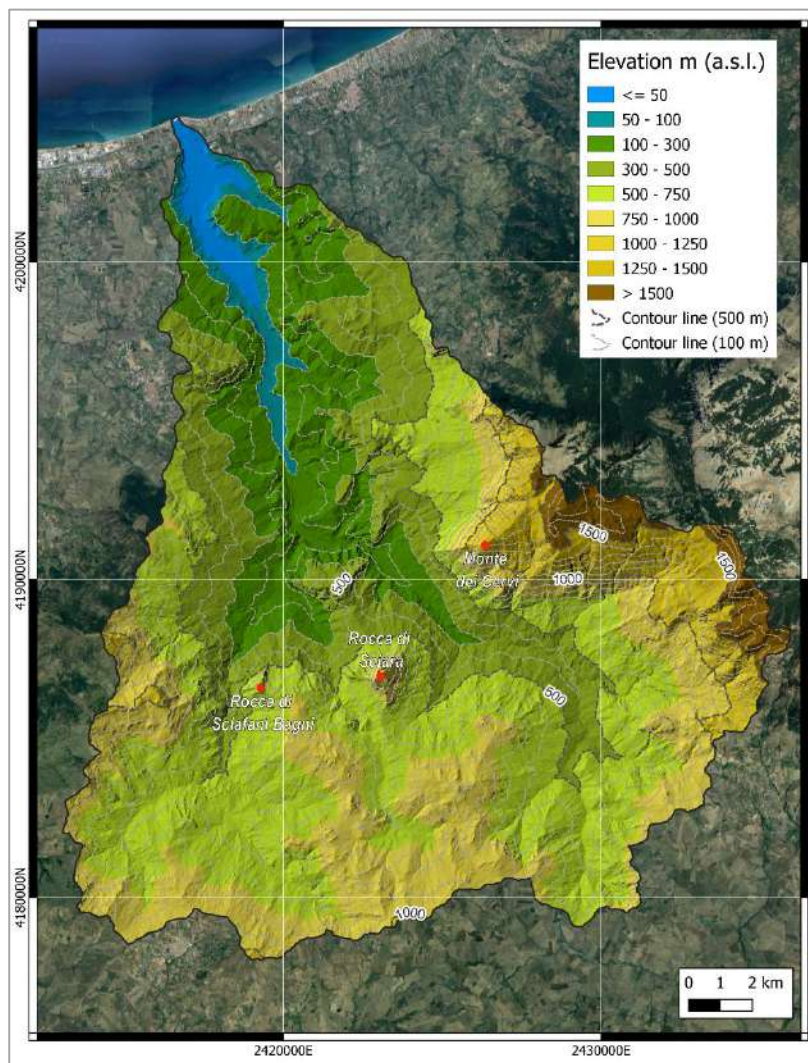 Elevation m (a.s.l.)
<= 50
50 - 100
100 - 300
300 - 500
500 - 750
750 - 1000
1000 - 1250
1250 - 1500
> 1500
Contour line (500 m)
Contour line (100 m)
4200000N
4190000N
4180000N
1500
1500
Monte
dei Cervi
1000
500
Rocca di
Sciara
Rocca di
Sclafani Bagni
500
1000
0 1 2 km
2420000E
2430000E